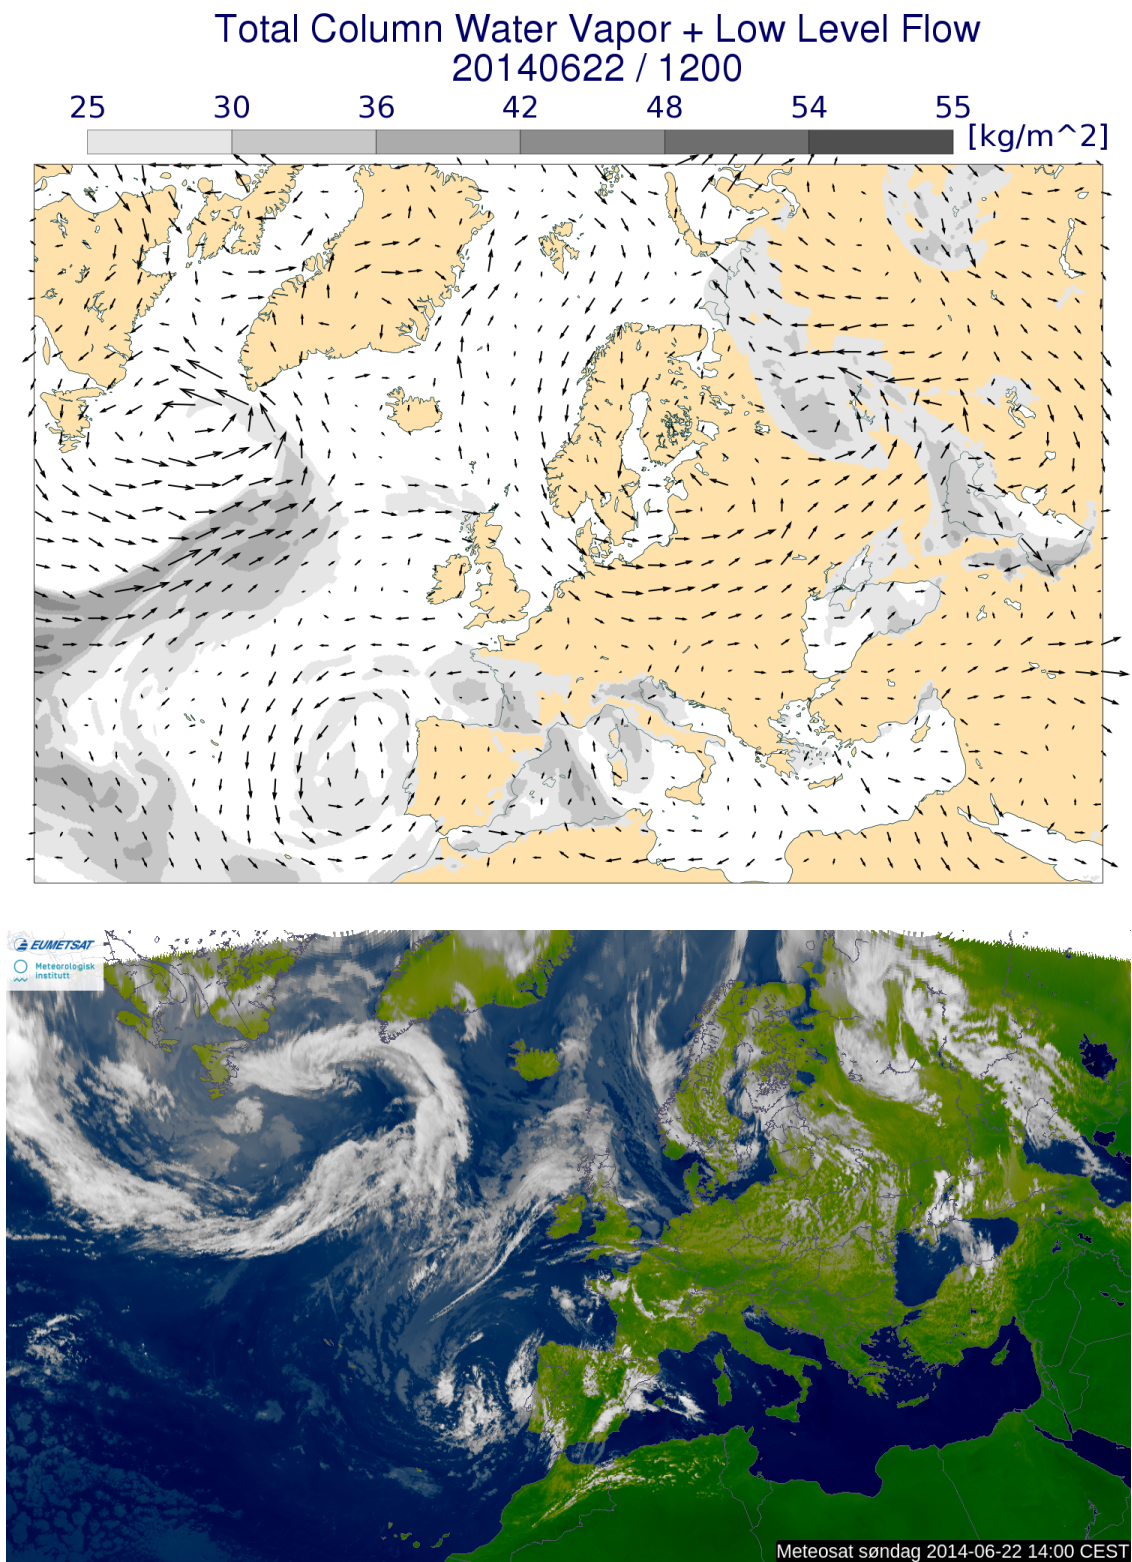 Total Column Water Vapor + Low Level Flow
20140622 / 1200
25 30 36 42 48 54 55
[kg/m^2]
EUMETSAT
Meteorologisk
institutt
Meteosat søndag 2014-06-22 14:00 CEST